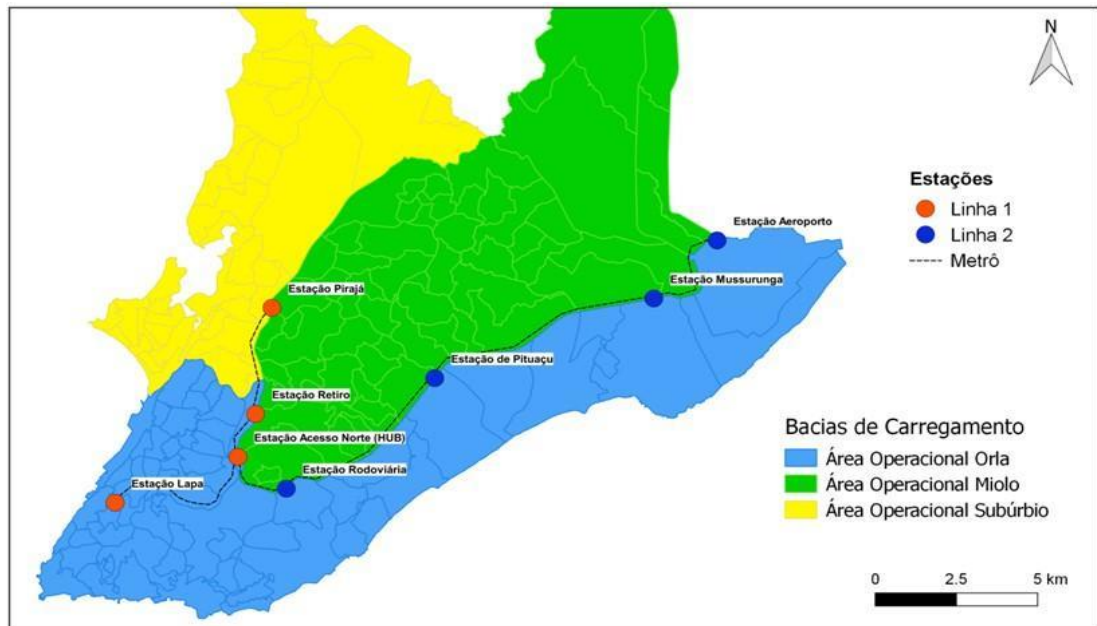 N
Estações
Linha 1
Linha 2
Metrô
Estação Aeroporto
Estação Mussurunga
Estação Pirajá
Estação de Pituaçu
Estação Retiro
Estação Acesso Norte (HUB)
Estação Rodoviária
Estação Lapa
Bacias de Carregamento
Área Operacional Orla
Área Operacional Miolo
Área Operacional Subúrbio
0 2.5 5 km